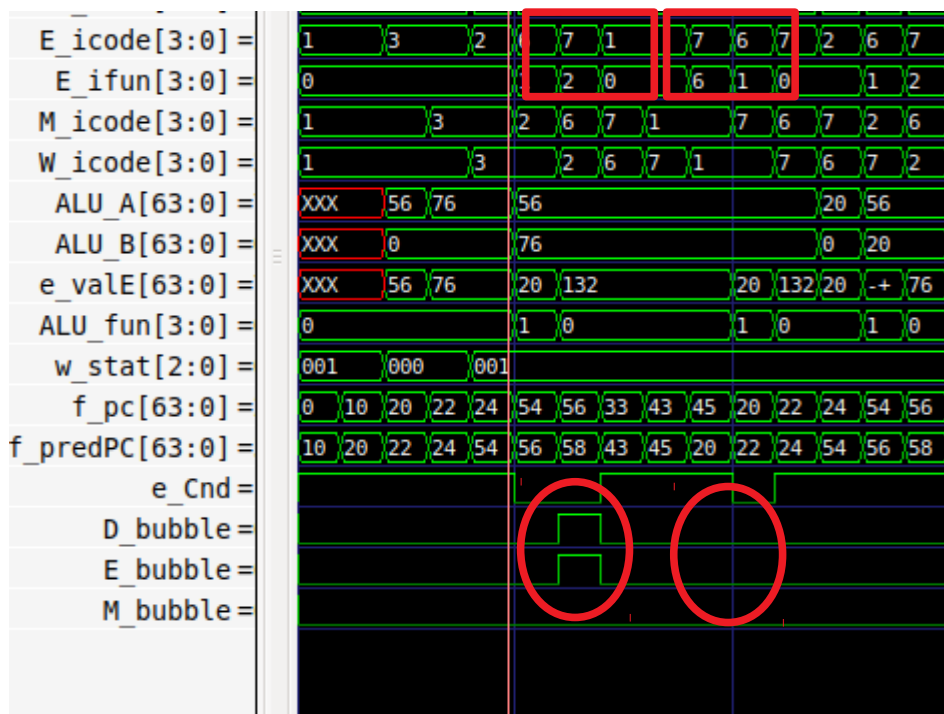 E_icode[3:0] = 1 3 2 6 7 1 7 6 7 2 6 7
E_ifun[3:0] = 0 2 0 6 1 0 1 2
M_icode[3:0] = 1 3 2 6 7 1 7 6 7 2 6
W_icode[3:0] = 1 3 2 6 7 1 7 6 7 2
ALU_A[63:0] = XXX 56 76 56 20 56
ALU_B[63:0] = XXX 0 76 0 20
e_valE[63:0] = XXX 56 76 20 132 20 132 20 -+ 76
ALU_fun[3:0] = 0 1 0 1 0 1 0
w_stat[2:0] = 001 000 001
f_pc[63:0] = 0 10 20 22 24 54 56 33 43 45 20 22 24 54 56
f_predPC[63:0] = 10 20 22 24 54 56 58 43 45 20 22 24 54 56 58
e_Cnd =
D_bubble =
E_bubble =
M_bubble =